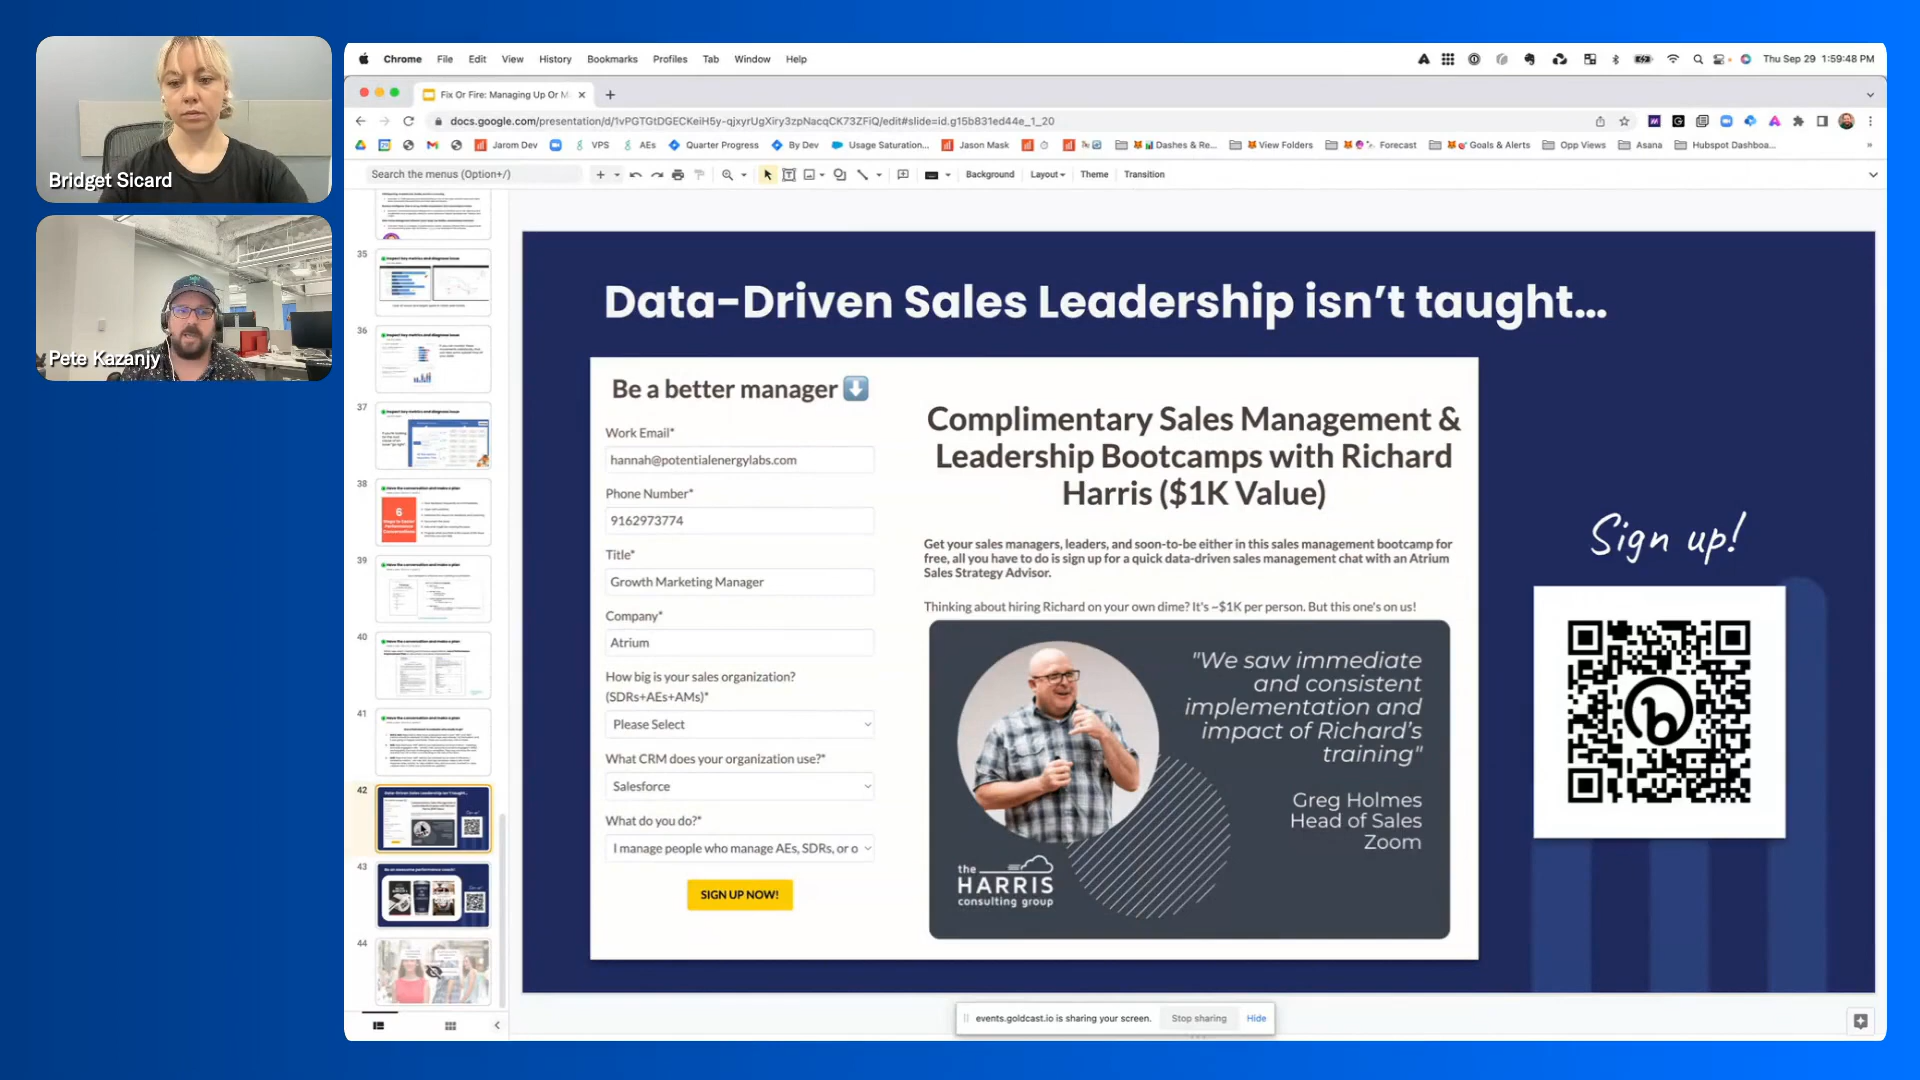 Bridget Sicard
Pete Kazanjy
Chrome File Edit View History Bookmarks Profiles Tab Window Help
Thu Sep 29 1:59:48 PM
Fix Or Fire: Managing Up Or M
docs.google.com/presentation/d/1vPGTGtDGECKeiH5y-qjxyrUgXiry3zpNacqCK73ZFiQ/edit#slide=id.g15b831ed44e_1_20
Jarom Dev VPS AEs Quarter Progress By Dev Usage Saturation... Jason Mask Dashes & Re... View Folders Forecast Goals & Alerts Opp Views Asana Hubspot Dashboa... »
Search the menus (Option+/)
Background Layout Theme Transition
35
36
37
38
39
40
41
42
43
44
Data-Driven Sales Leadership isn't taught...
Be a better manager
Work Email*
hannah@potentialenergylabs.com
Phone Number*
9162973774
Title*
Growth Marketing Manager
Company*
Atrium
How big is your sales organization?
(SDRs+AEs+AMs)*
Please Select
What CRM does your organization use?*
Salesforce
What do you do?*
I manage people who manage AEs, SDRs, or o
SIGN UP NOW!
Complimentary Sales Management &
Leadership Bootcamps with Richard
Harris ($1K Value)
Get your sales managers, leaders, and soon-to-be either in this sales management bootcamp for
free, all you have to do is sign up for a quick data-driven sales management chat with an Atrium
Sales Strategy Advisor.
Thinking about hiring Richard on your own dime? It's ~$1K per person. But this one's on us!
"We saw immediate
and consistent
implementation and
impact of Richard's
training"
Greg Holmes
Head of Sales
Zoom
the
HARRIS
consulting group
Sign up!
b
events.goldcast.io is sharing your screen. Stop sharing Hide